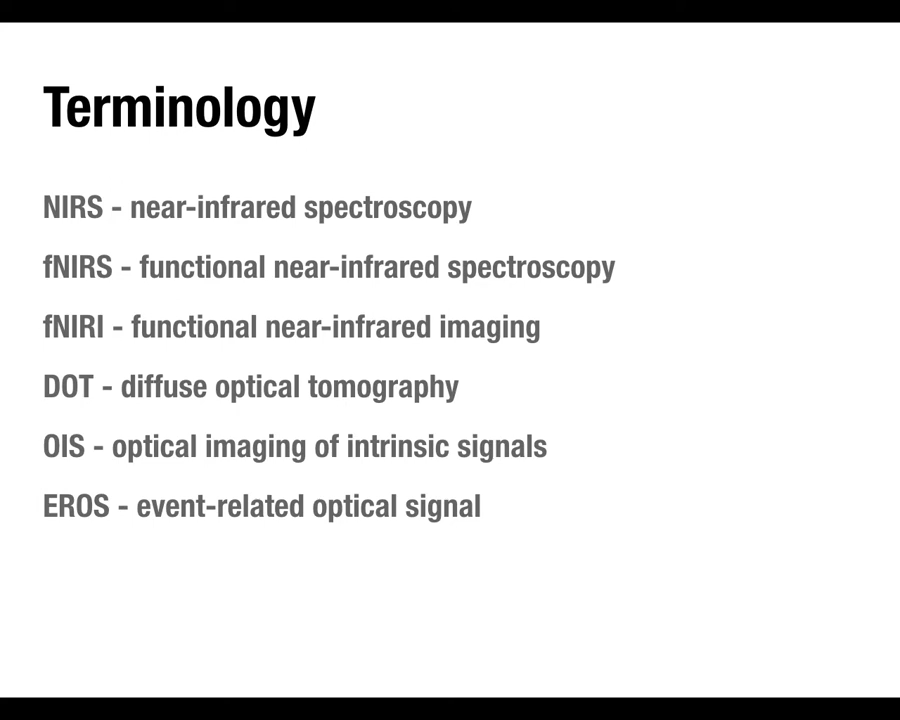 Terminology
NIRS - near-infrared spectroscopy
fNIRS - functional near-infrared spectroscopy
fNIRI - functional near-infrared imaging
DOT - diffuse optical tomography
OIS - optical imaging of intrinsic signals
EROS - event-related optical signal